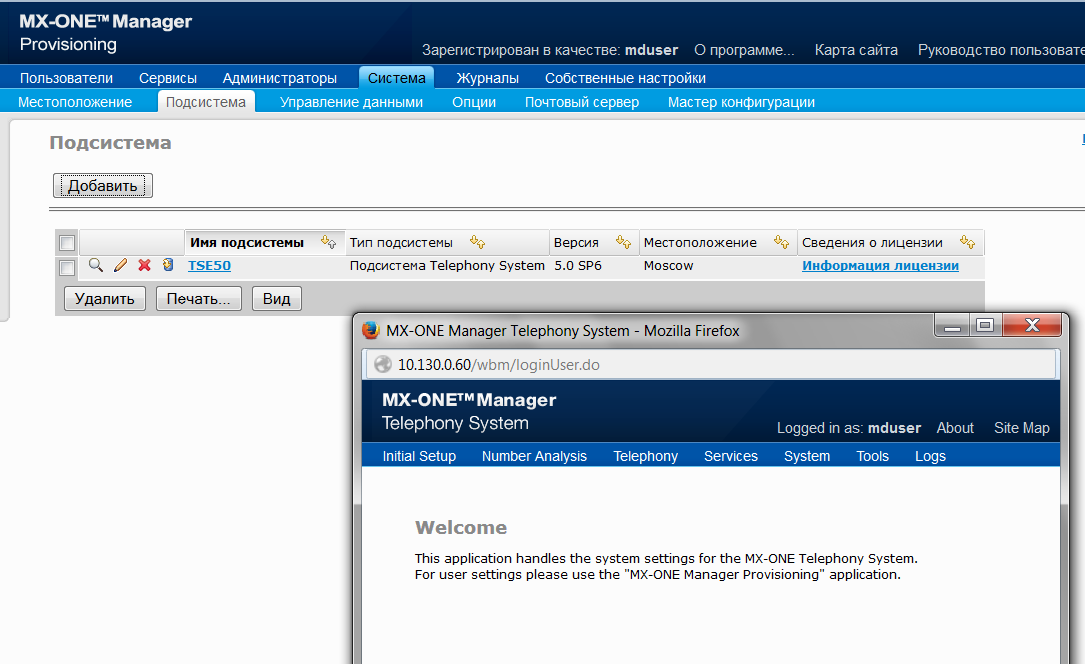 MX-ONE™ Manager
Provisioning
Зарегистрирован в качестве: mduser О программе... Карта сайта Руководство пользовате
Пользователи Сервисы Администраторы Система Журналы Собственные настройки
Местоположение Подсистема Управление данными Опции Почтовый сервер Мастер конфигурации
Подсистема
Добавить
Имя подсистемы Тип подсистемы Версия Местоположение Сведения о лицензии
TSE50 Подсистема Telephony System 5.0 SP6 Moscow Информация лицензии
Удалить Печать... Вид
MX-ONE Manager Telephony System - Mozilla Firefox
10.130.0.60/wbm/loginUser.do
MX-ONE™ Manager
Telephony System
Logged in as: mduser About Site Map
Initial Setup Number Analysis Telephony Services System Tools Logs
Welcome
This application handles the system settings for the MX-ONE Telephony System.
For user settings please use the "MX-ONE Manager Provisioning" application.